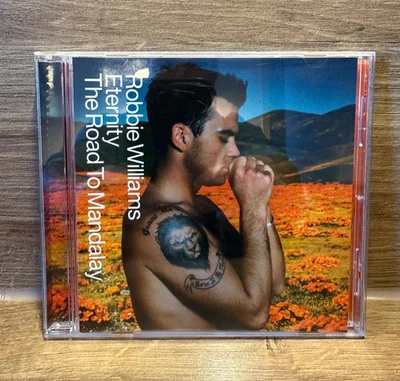 Robbie Williams
Eternity
The Road To Mandalay